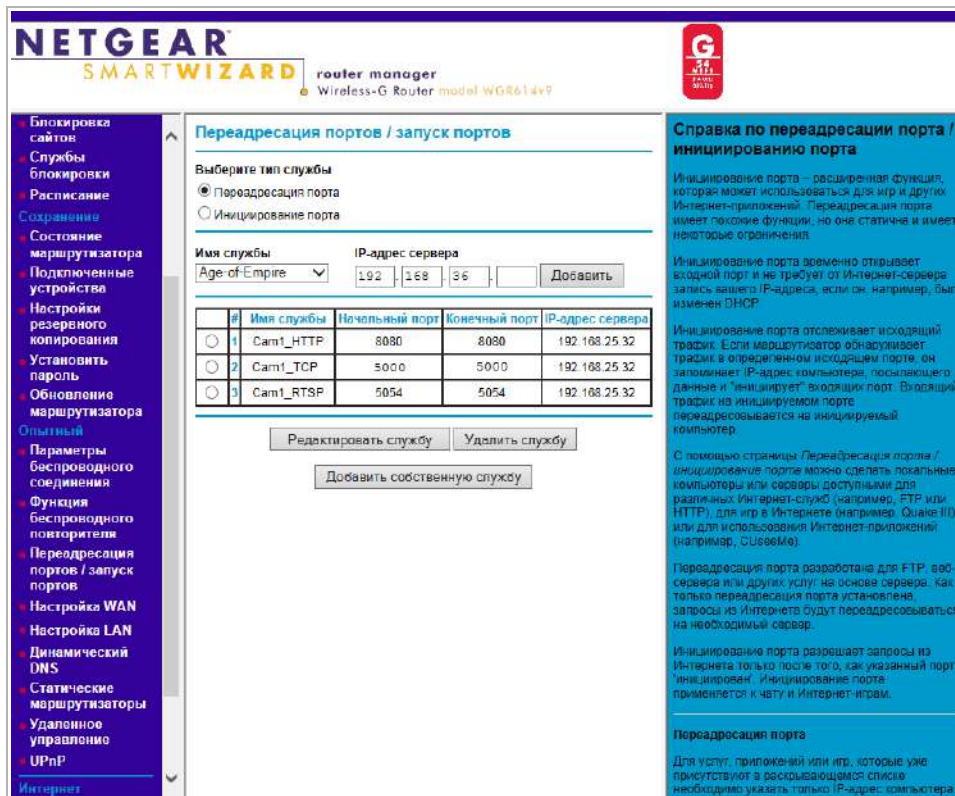 NETGEAR
SMARTWIZARD
router manager
Wireless-G Router model WGR614v9
G
54
Блокировка
сайтов
Службы
блокировки
Расписание
Сохранение
Состояние
маршрутизатора
Подключенные
устройства
Настройки
резервного
копирования
Установить
пароль
Обновление
маршрутизатора
Опытный
Параметры
беспроводного
соединения
Функция
беспроводного
повторителя
Переадресация
портов / запуск
портов
Настройка WAN
Настройка LAN
Динамический
DNS
Статические
маршрутизаторы
Удаленное
управление
UPnP
Интернет
Переадресация портов / запуск портов
Выберите тип службы
Переадресация порта
Инициирование порта
Имя службы IP-адрес сервера
Age-of-Empire 192 . 168 . 36 . Добавить
# Имя службы Начальный порт Конечный порт IP-адрес сервера
1 Cam1_HTTP 8080 8080 192.168.25.32
2 Cam1_TCP 5000 5000 192.168.25.32
3 Cam1_RTSP 5054 5054 192.168.25.32
Редактировать службу Удалить службу
Добавить собственную службу
Справка по переадресации порта /
инициированию порта
Инициирование порта – расширенная функция,
которая может использоваться для игр и других
Интернет-приложений. Переадресация порта
имеет похожие функции, но она статична и имеет
некоторые ограничения.
Инициирование порта временно открывает
входной порт и не требует от Интернет-сервера
запись вашего IP-адреса, если он, например, был
изменен DHCP.
Инициирование порта отслеживает исходящий
трафик. Если маршрутизатор обнаруживает
трафик в определенном исходящем порте, он
запоминает IP-адрес компьютера, посылающего
данные и "инициирует" входящих порт. Входящий
трафик на инициируемом порте
переадресовывается на инициируемый
компьютер.
С помощью страницы Переадресация порта /
инициирование порта можно сделать локальные
компьютеры или серверы доступными для
различных Интернет-служб (например, FTP или
HTTP), для игр в Интернете (например, Quake III)
или для использования Интернет-приложений
(например, CUseeMe).
Переадресация порта разработана для FTP, веб-
сервера или других услуг на основе сервера. Как
только переадресация порта установлена,
запросы из Интернета будут переадресовываться
на необходимый сервер.
Инициирование порта разрешает запросы из
Интернета только после того, как указанный порт
'инициирован'. Инициирование порта
применяется к чату и Интернет-играм.
Переадресация порта
Для услуг, приложений или игр, которые уже
присутствуют в раскрывающемся списке
необходимо указать только IP-адрес компьютера